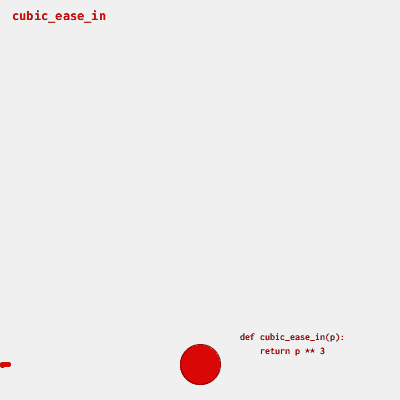 cubic_ease_in
def cubic_ease_in(p):
    return p ** 3